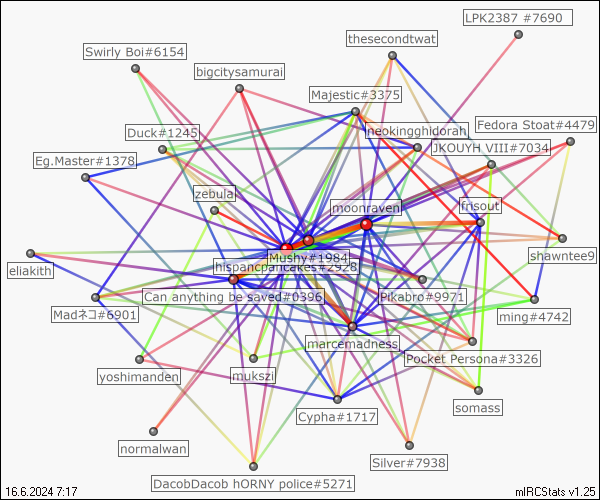 LPK2387 #7690
thesecondtwat
Swirly Boi#6154
bigcitysamurai
Majestic#3375
Fedora Stoat#4479
Duck#1245
neokingghidorah
JKOUYH VIII#7034
Eg.Master#1378
zebulal
moonraven
frisout
Mushy#1984
shawntee9
eliakith
hispancpancakes#2928
Can anything be saved#0396
Pikabro#9971
Madネコ#6901
ming#4742
marcemadness
Pocket Persona#3326
yoshimanden
mukszi
somass
Cypha#1717
normalwan
Silver#7938
DacobDacob hORNY police#5271
16.6.2024 7:17
mIRCStats v1.25